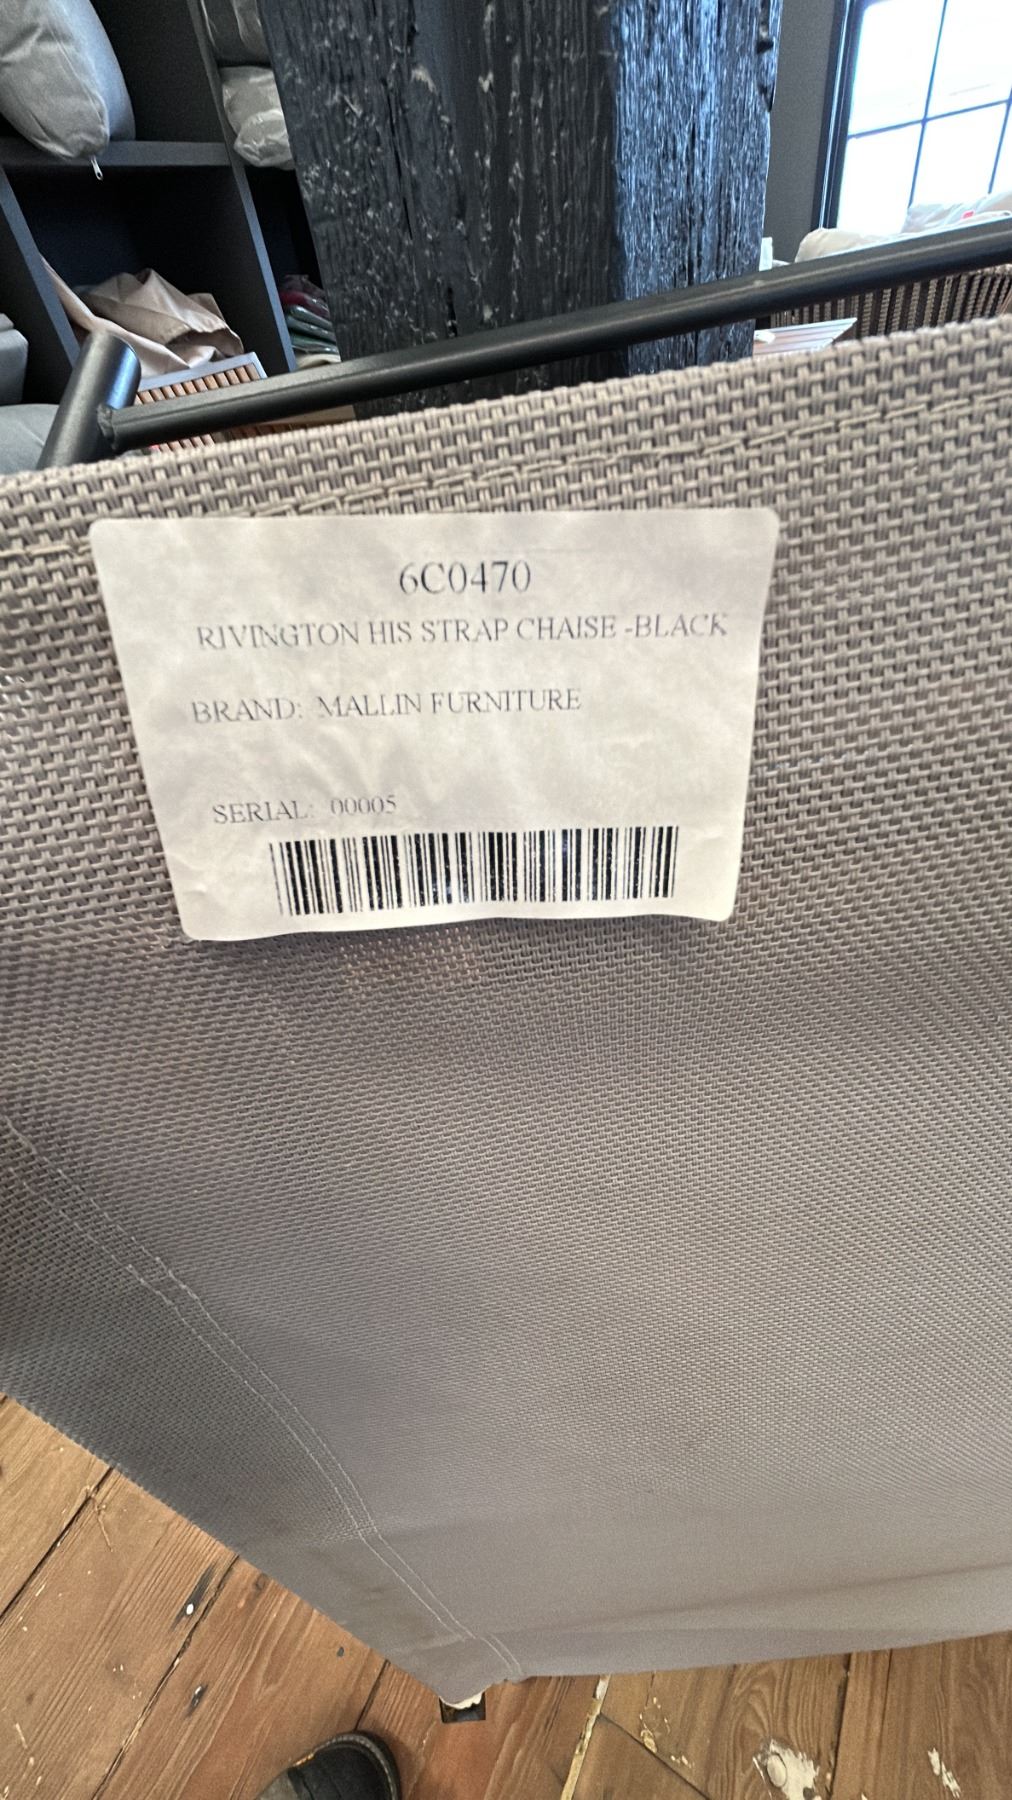 6C0470
RIVINGTON HIS STRAP CHAISE -BLACK
BRAND: MALLIN FURNITURE
SERIAL: 00005